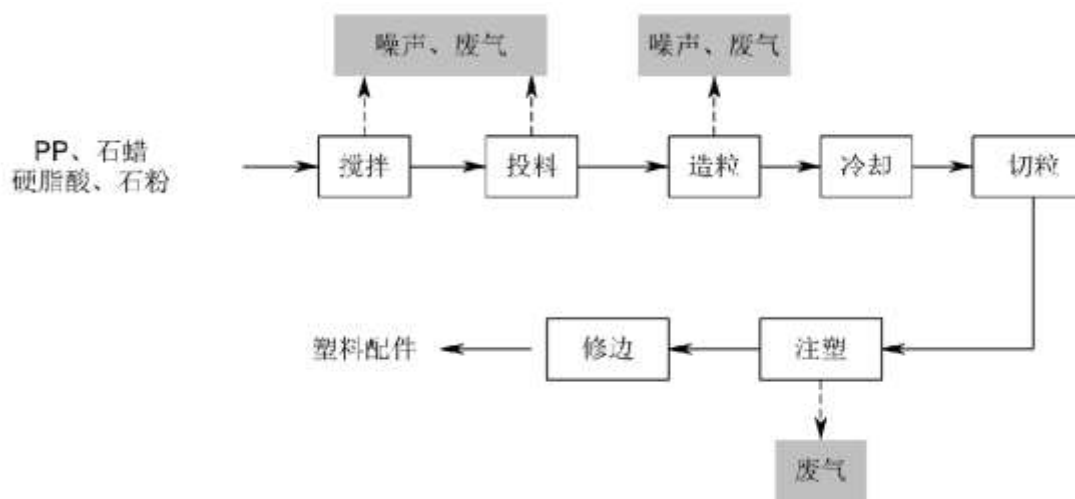 噪声、废气
噪声、废气
PP、石蜡
硬脂酸、石粉
搅拌
投料
造粒
冷却
切粒
塑料配件
修边
注塑
废气